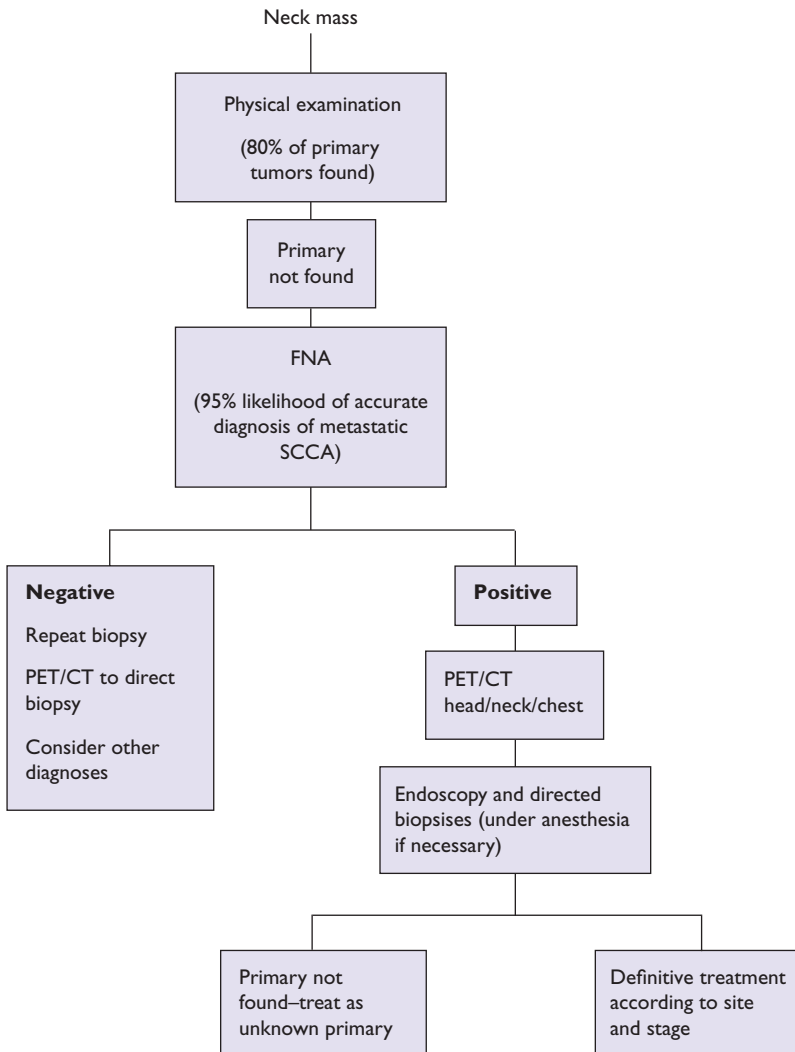 Neck mass
Physical examination
(80% of primary
tumors found)
Primary
not found
FNA
(95% likelihood of accurate
diagnosis of metastatic
SCCA)
Negative
Repeat biopsy
PET/CT to direct
biopsy
Consider other
diagnoses
Positive
PET/CT
head/neck/chest
Endoscopy and directed
biopsises (under anesthesia
if necessary)
Primary not
found–treat as
unknown primary
Definitive treatment
according to site
and stage